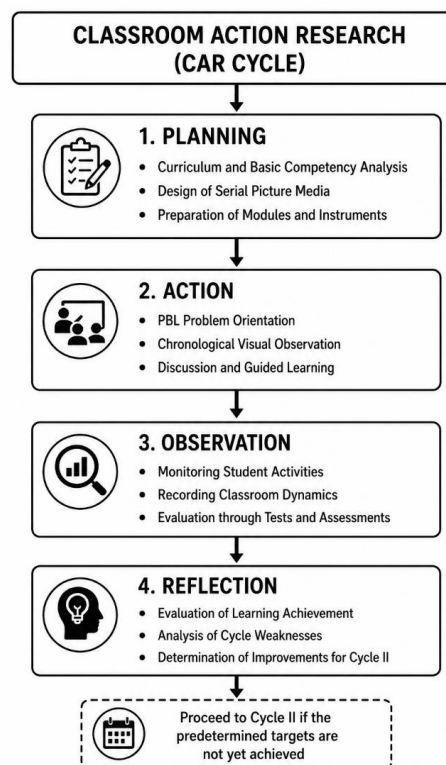 CLASSROOM ACTION RESEARCH
(CAR CYCLE)
1. PLANNING
• Curriculum and Basic Competency Analysis
• Design of Serial Picture Media
• Preparation of Modules and Instruments
2. ACTION
• PBL Problem Orientation
• Chronological Visual Observation
• Discussion and Guided Learning
3. OBSERVATION
• Monitoring Student Activities
• Recording Classroom Dynamics
• Evaluation through Tests and Assessments
4. REFLECTION
• Evaluation of Learning Achievement
• Analysis of Cycle Weaknesses
• Determination of Improvements for Cycle II
Proceed to Cycle II if the
predetermined targets are
not yet achieved